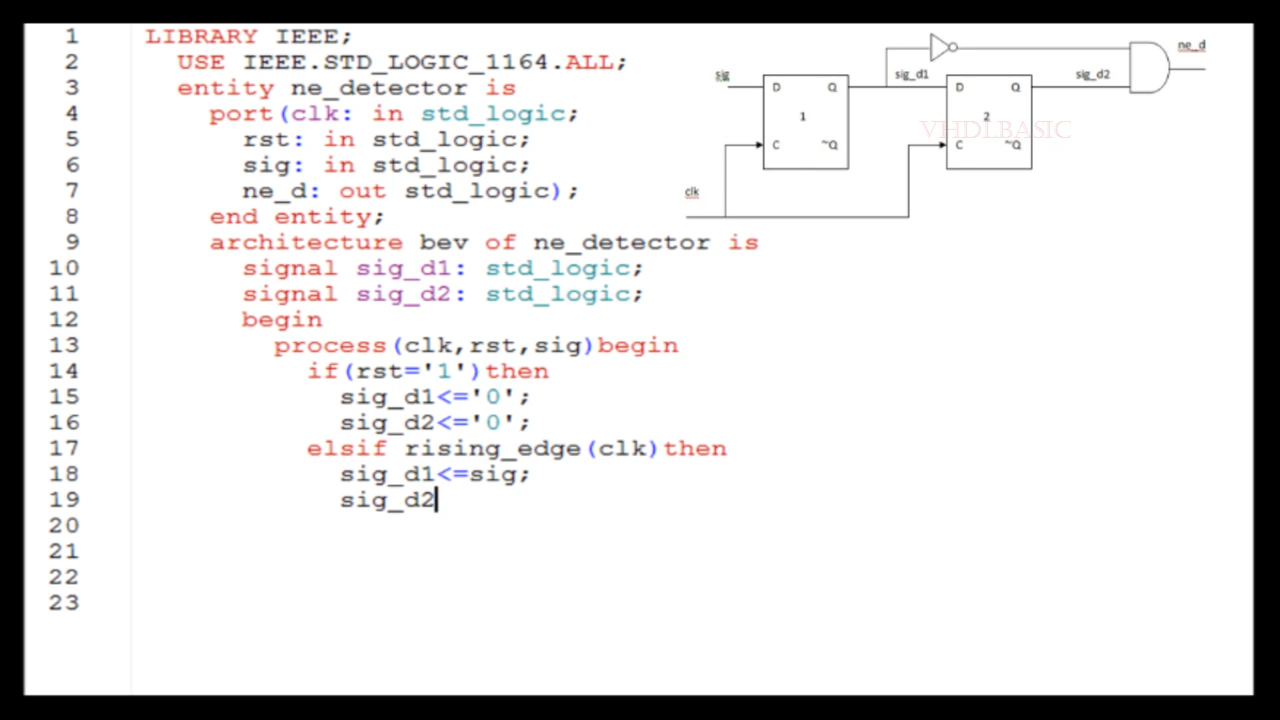 1 LIBRARY IEEE;
2 USE IEEE.STD_LOGIC_1164.ALL;
3 entity ne_detector is
4 port(clk: in std_logic;
5 rst: in std_logic;
6 sig: in std_logic;
7 ne_d: out std_logic);
8 end entity;
9 architecture bev of ne_detector is
10 signal sig_d1: std_logic;
11 signal sig_d2: std_logic;
12 begin
13 process(clk,rst,sig)begin
14 if(rst='1')then
15 sig_d1<='0';
16 sig_d2<='0';
17 elsif rising_edge(clk)then
18 sig_d1<=sig;
19 sig_d2
20
21
22
23
ne_d
sig sig_d1 sig_d2
D Q D Q
1 2
VHDLBASIC
C ~Q C ~Q
clk